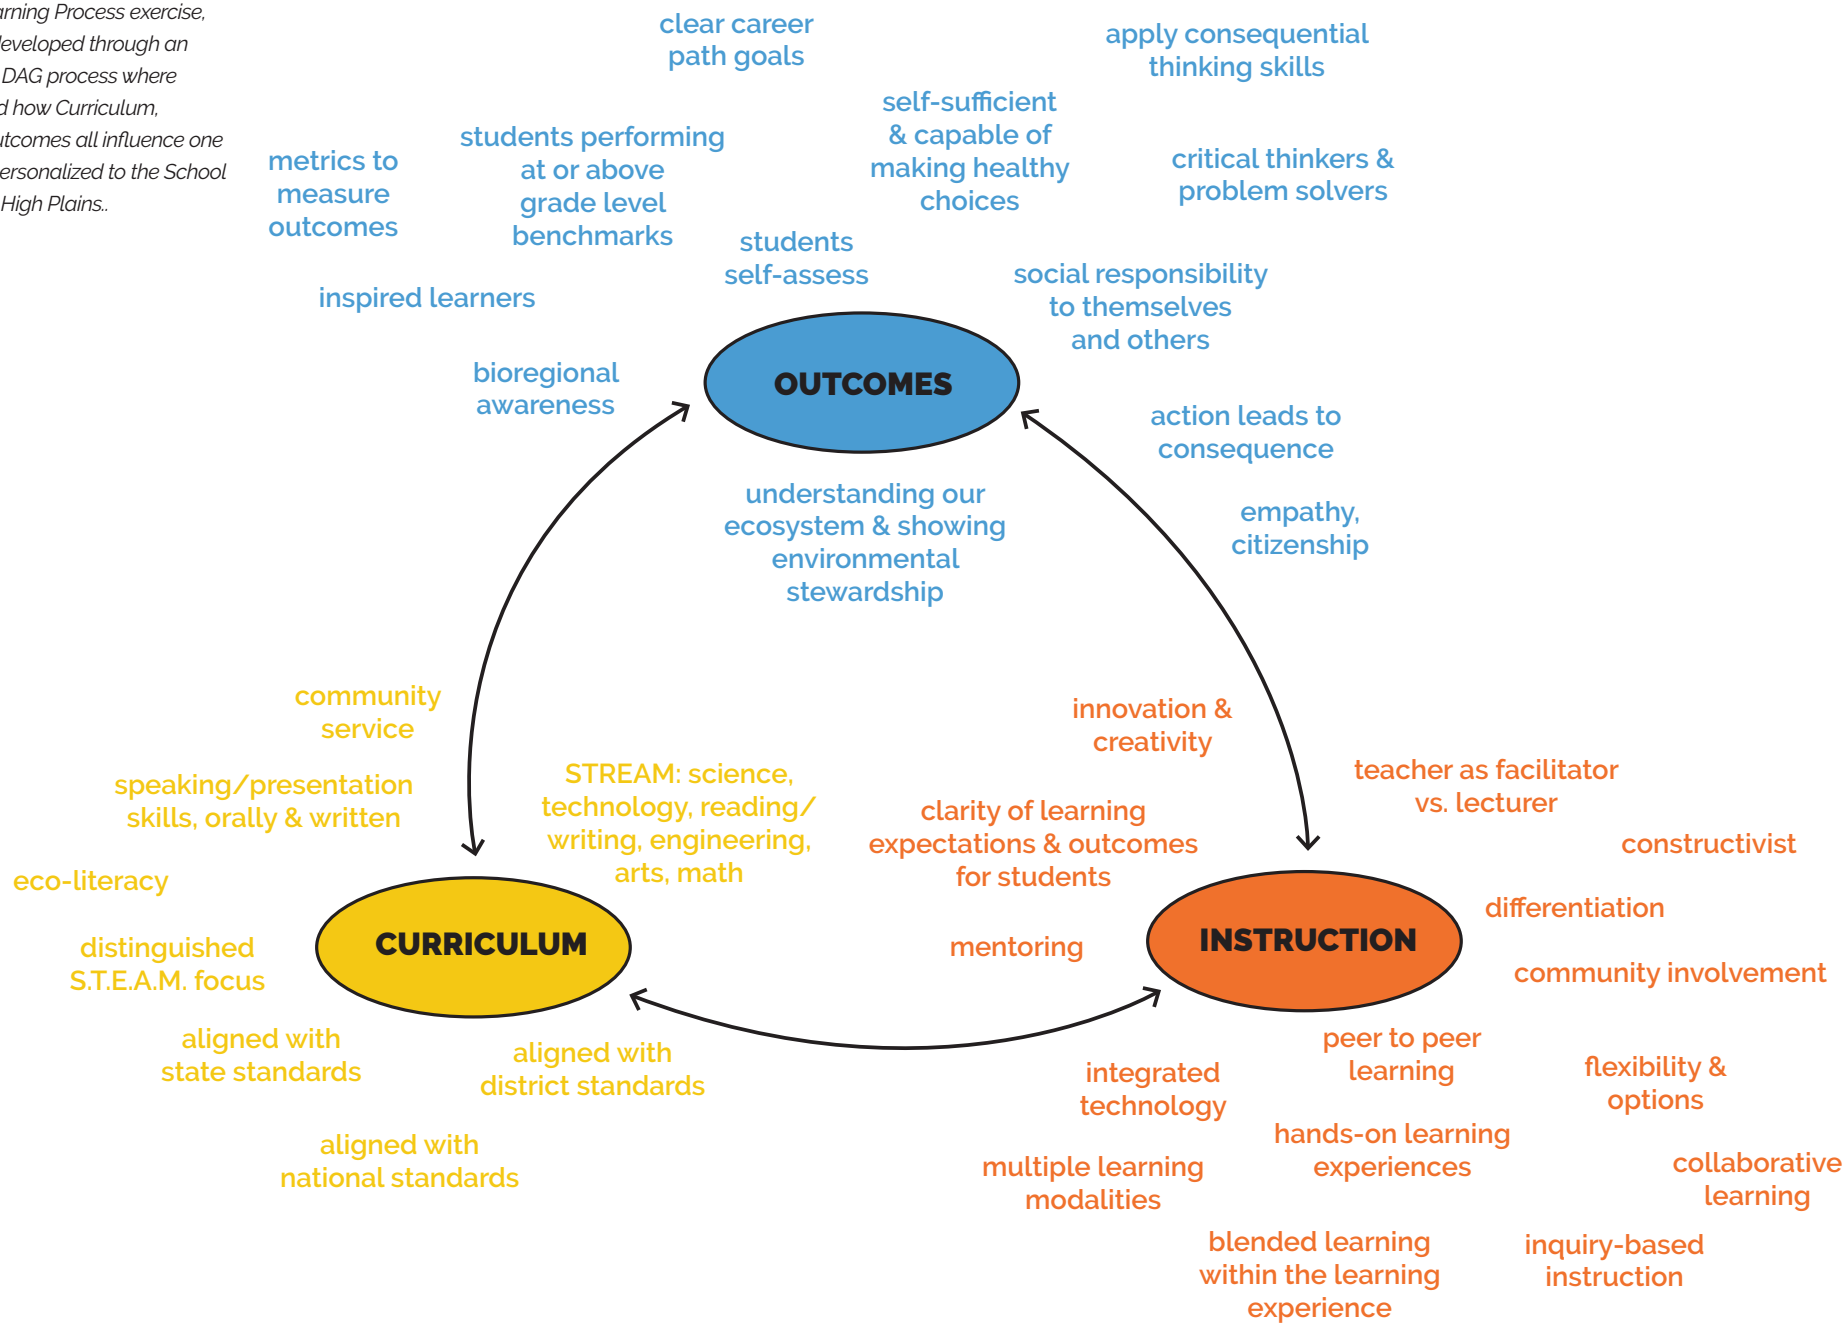 Process exercise,
developed through an
DAG process where
how Curriculum,
all influence one
to the School
High Plains..
clear career
path goals
apply consequential
thinking skills
self-sufficient
& capable of
making healthy
choices
students performing
at or above
grade level
benchmarks
metrics to
measure
outcomes
critical thinkers &
problem solvers
students
self-assess
social responsibility
to themselves
and others
inspired learners
bioregional
awareness
OUTCOMES
action leads to
consequence
understanding our
ecosystem & showing
environmental
stewardship
empathy,
citizenship
community
service
speaking/presentation
skills, orally & written
STREAM: science,
technology, reading/
writing, engineering,
arts, math
eco-literacy
CURRICULUM
distinguished
S.T.E.A.M. focus
aligned with
state standards
aligned with
district standards
aligned with
national standards
innovation &
creativity
teacher as facilitator
vs. lecturer
clarity of learning
expectations & outcomes
for students
constructivist
differentiation
mentoring
INSTRUCTION
community involvement
peer to peer
learning
integrated
technology
flexibility &
options
hands-on learning
experiences
multiple learning
modalities
collaborative
learning
blended learning
within the learning
experience
inquiry-based
instruction